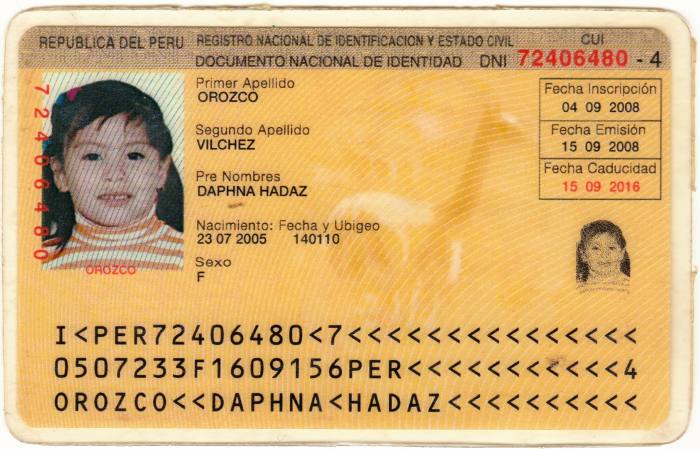 REPUBLICA DEL PERU REGISTRO NACIONAL DE IDENTIFICACION Y ESTADO CIVIL CUI
DOCUMENTO NACIONAL DE IDENTIDAD DNI 72406480 - 4
72406480
OROZCO
Primer Apellido
OROZCO
Segundo Apellido
VILCHEZ
Pre Nombres
DAPHNA HADAZ
Nacimiento: Fecha y Ubigeo
23 07 2005 140110
Sexo
F
Fecha Inscripción
04 09 2008
Fecha Emisión
15 09 2008
Fecha Caducidad
15 09 2016
I<PER72406480<7<<<<<<<<<<<<<<<
0507233F1609156PER<<<<<<<<<<<4
OROZCO<<DAPHNA<HADAZ<<<<<<<<<<